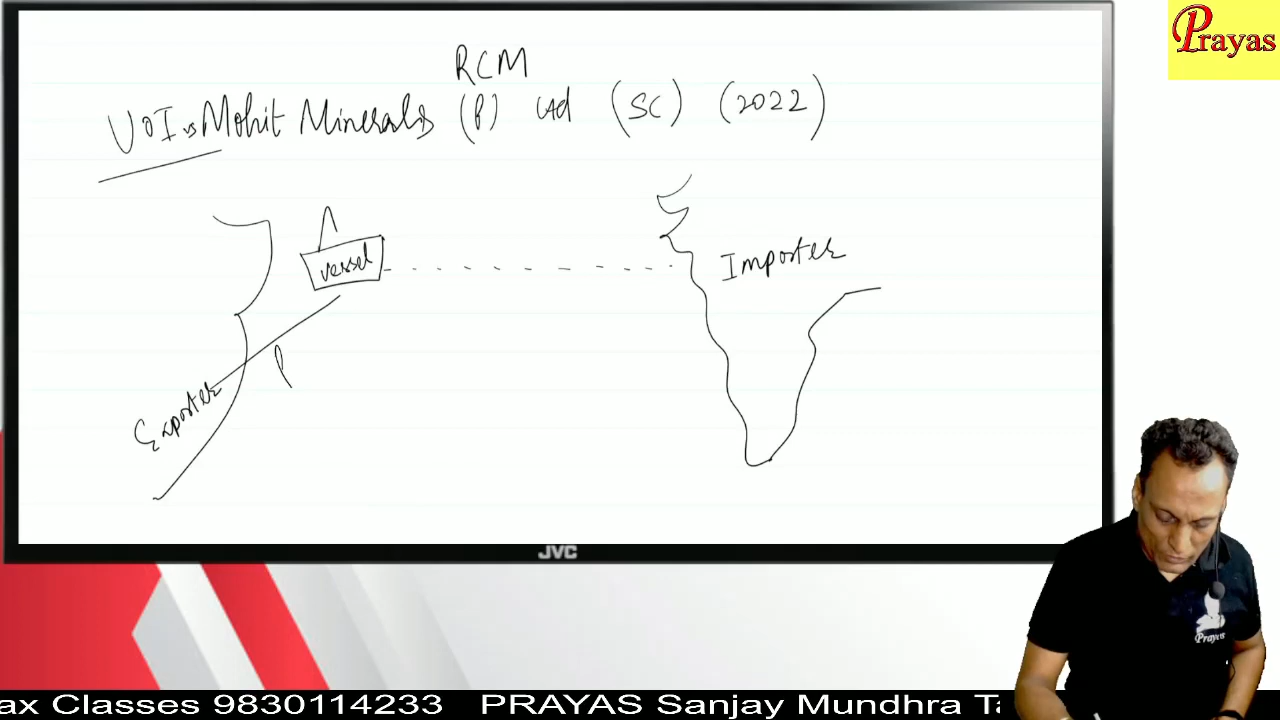 Prayas
RCM
UOI vs Mohit Minerals (P) Ltd (SC) (2022)
vessel
Importer
P
Exporter
JVC
Prayas
ax Classes 9830114233 PRAYAS Sanjay Mundhra Ta